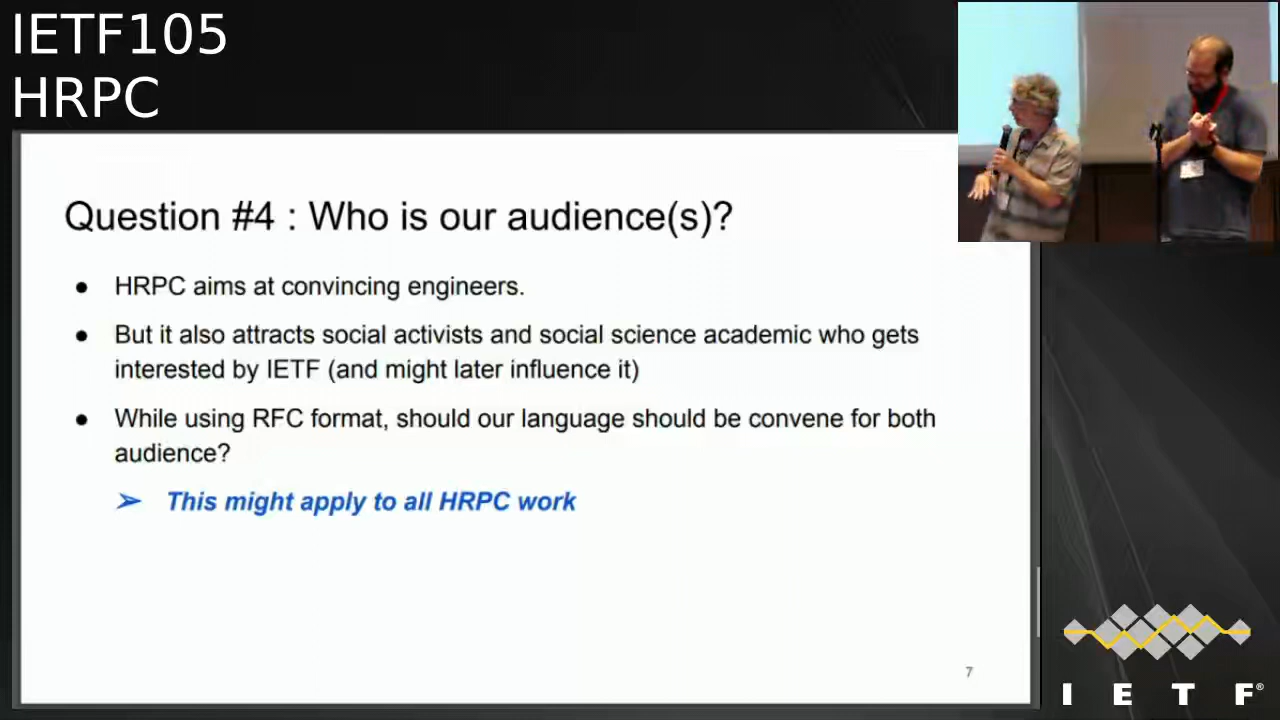 IETF105
HRPC
Question #4 : Who is our audience(s)?
● HRPC aims at convincing engineers.
● But it also attracts social activists and social science academic who gets
interested by IETF (and might later influence it)
● While using RFC format, should our language should be convene for both
audience?
➢ This might apply to all HRPC work
7
I E T F®